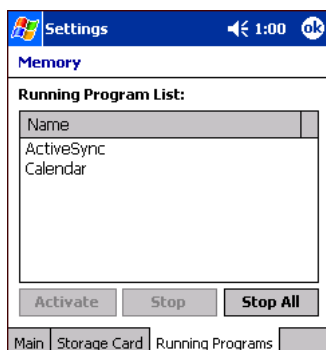 Settings 1:00 ok
Memory
Running Program List:
Name
ActiveSync
Calendar
Activate Stop Stop All
Main Storage Card Running Programs